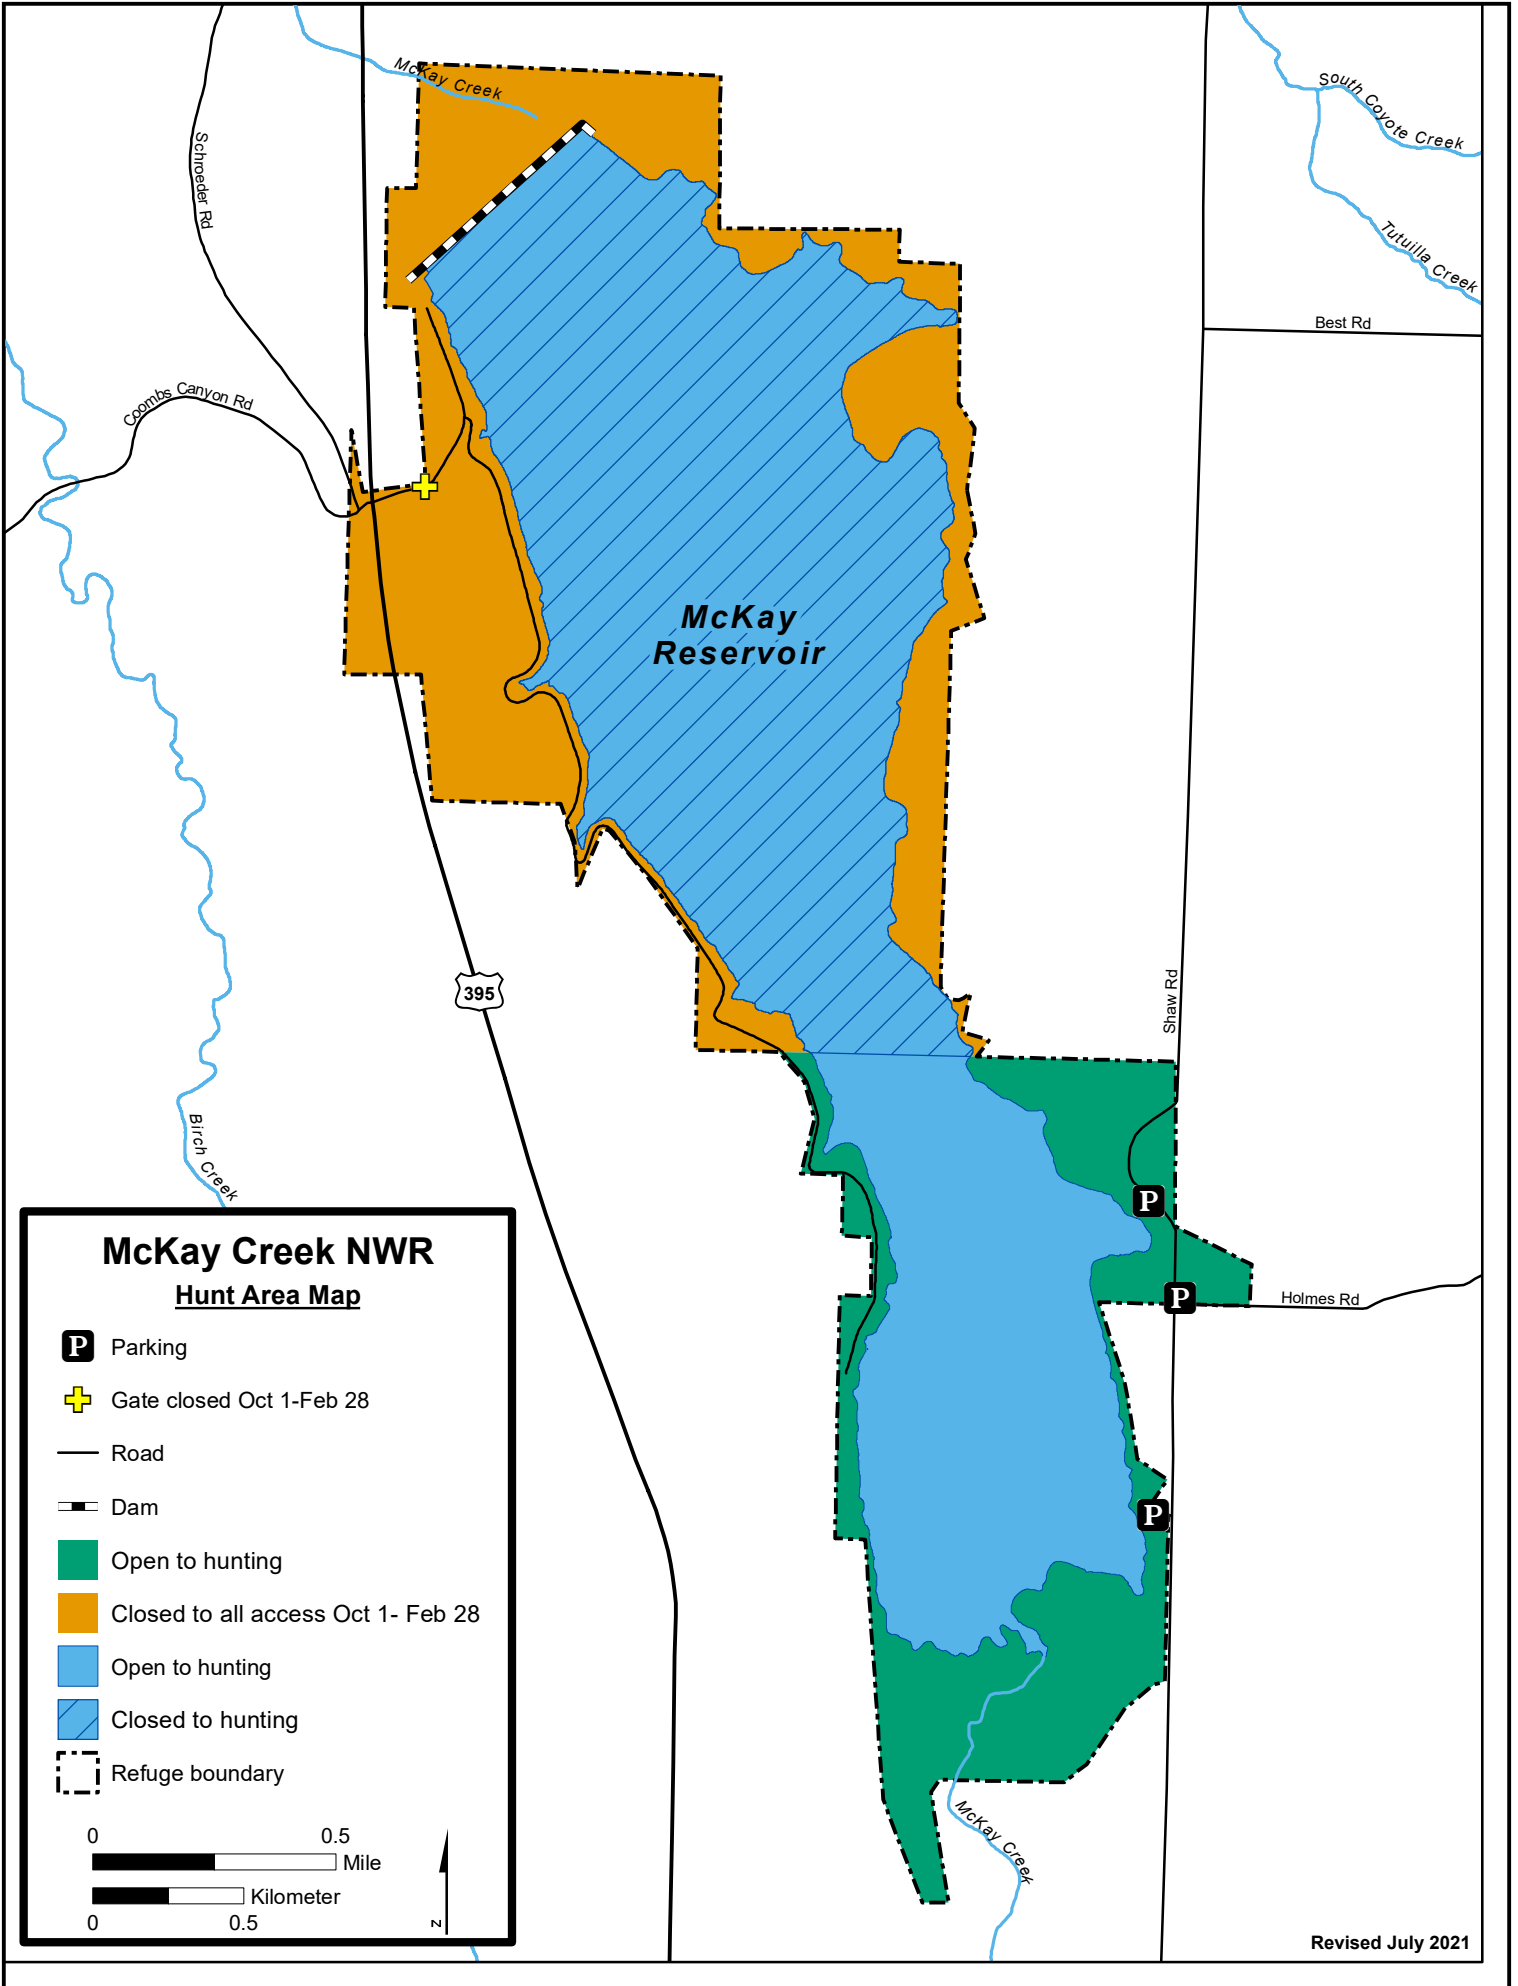 McKay Creek
South Coyote Creek
Schroeder Rd
Tutuilla Creek
Best Rd
Coombs Canyon Rd
McKay
Reservoir
395
Shaw Rd
Birch Creek
P
P
Holmes Rd
P
McKay Creek
McKay Creek NWR
Hunt Area Map
P Parking
Gate closed Oct 1-Feb 28
Road
Dam
Open to hunting
Closed to all access Oct 1- Feb 28
Open to hunting
Closed to hunting
Refuge boundary
0 0.5
Mile
Kilometer
0 0.5
N
Revised July 2021